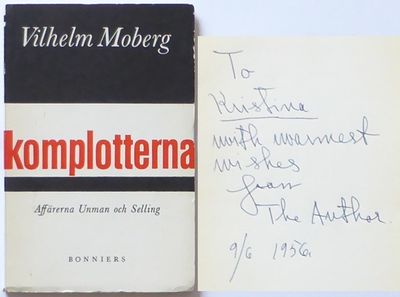 Vilhelm Moberg
komplotterna
Affärerna Unman och Selling
BONNIERS
To
Kristina
with warmest
wishes
from
The Author.
9/6 1956.